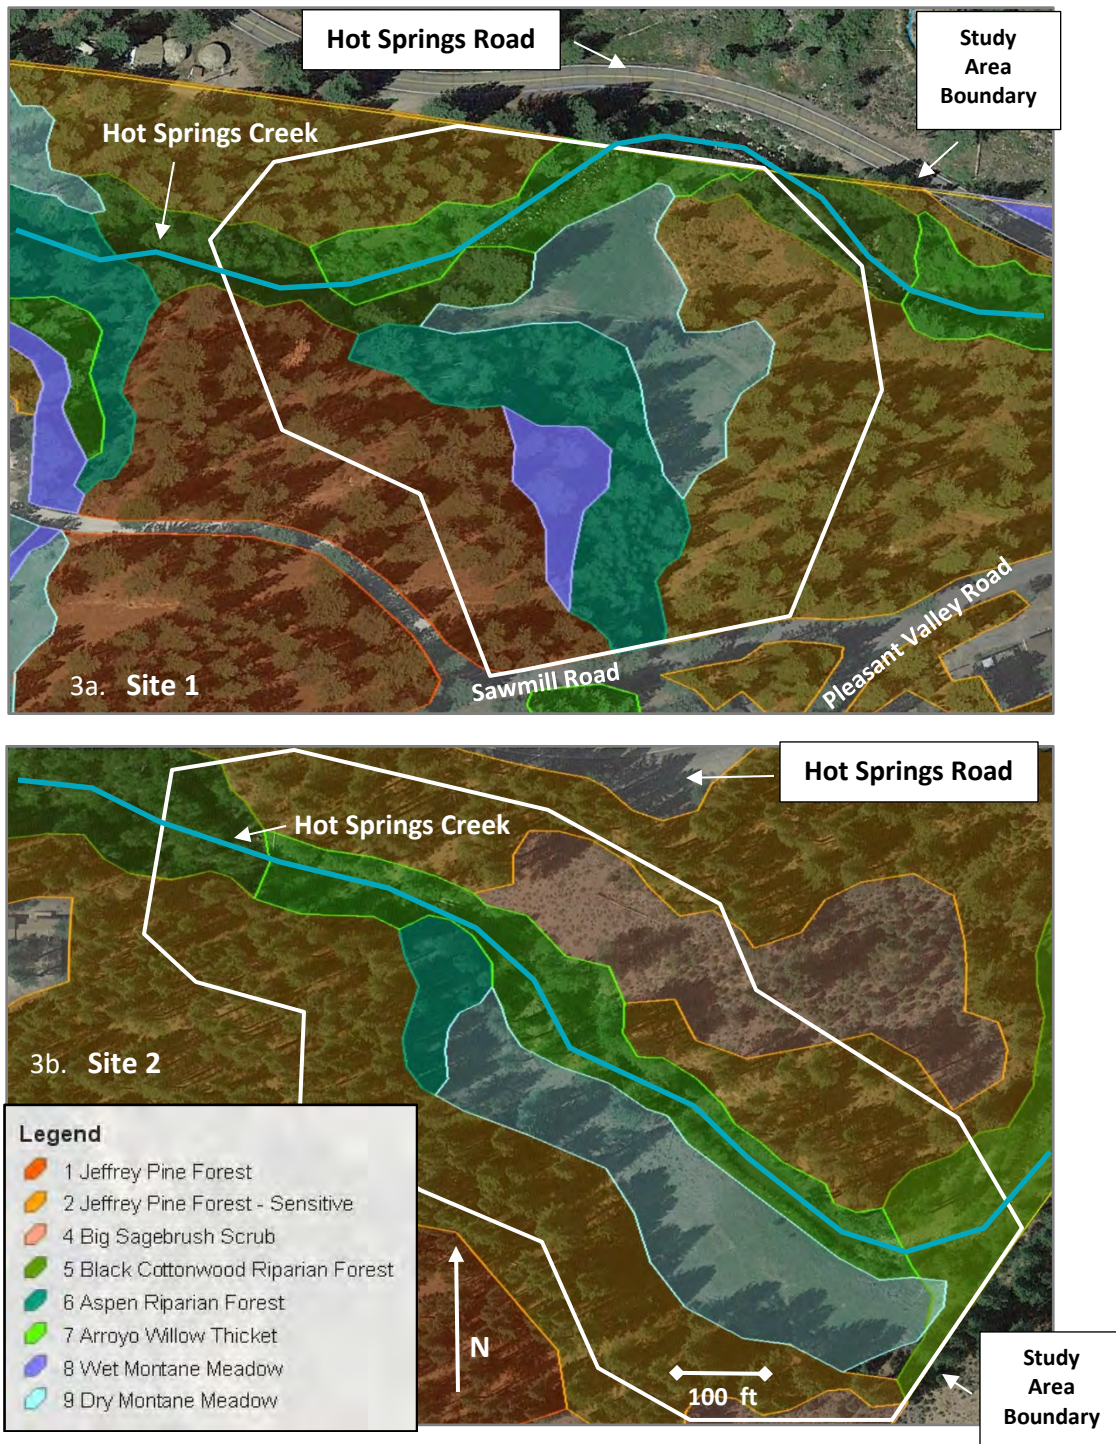 Hot Springs Road
Study
Area
Boundary
Hot Springs Creek
3a. Site 1
Sawmill Road
Pleasant Valley Road
Hot Springs Road
Hot Springs Creek
3b. Site 2
Legend
1 Jeffrey Pine Forest
2 Jeffrey Pine Forest - Sensitive
4 Big Sagebrush Scrub
5 Black Cottonwood Riparian Forest
6 Aspen Riparian Forest
7 Arroyo Willow Thicket
8 Wet Montane Meadow
9 Dry Montane Meadow
N
100 ft
Study
Area
Boundary